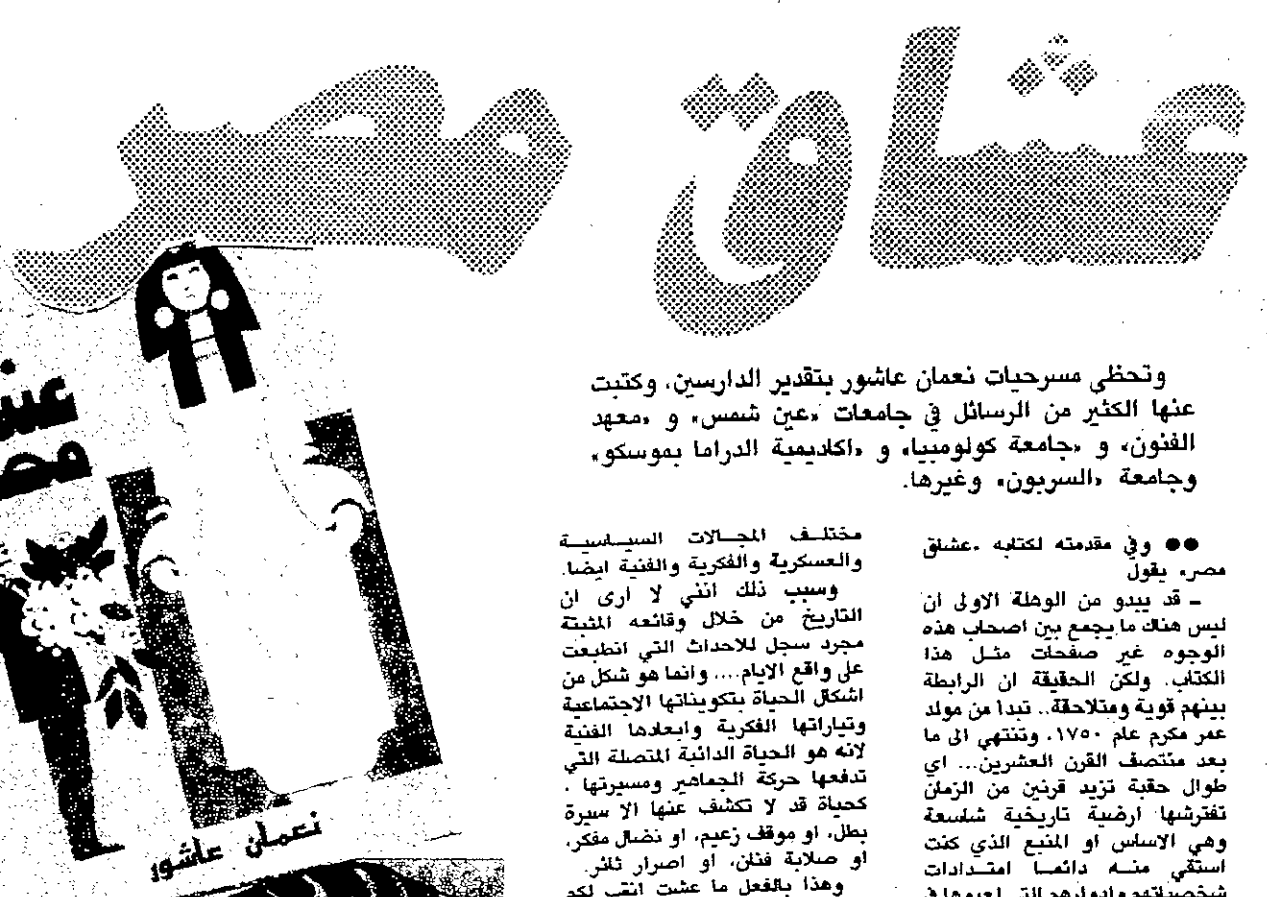 عشاق مصر
وتحظى مسرحيات نعمان عاشور بتقدير الدارسين، وكتبت
عنها الكثير من الرسائل في جامعات «عين شمس» و «معهد
الفنون» و «جامعة كولومبيا» و «اكاديمية الدراما بموسكو»
وجامعة «السربون» وغيرها.
●● وفي مقدمته لكتابه «عشاق
مصر» يقول
ـ قد يبدو من الوهلة الاولى ان
ليس هناك ما يجمع بين اصحاب هذه
الوجوه غير صفحات مثل هذا
الكتاب. ولكن الحقيقة ان الرابطة
بينهم قوية ومتلاحقة.. تبدا من مولد
عمر مكرم عام ١٧٥٠، وتنتهي الى ما
بعد منتصف القرن العشرين... اي
طوال حقبة تزيد قرنين من الزمان
تفترشها ارضية تاريخية شاسعة
وهي الاساس او المنبع الذي كنت
استقي منه دائما امتدادات
شخصياتهم وادوارهم التي لعبوها في
مختلف المجالات السياسية
والعسكرية والفكرية والفنية ايضا.
وسبب ذلك انني لا ارى ان
التاريخ من خلال وقائعه المثبتة
مجرد سجل للاحداث التي انطبعت
على واقع الايام.... وانما هو شكل من
اشكال الحياة بتكويناتها الاجتماعية
وتياراتها الفكرية وابعادها الفنية
لانه هو الحياة الدائبة المتصلة التي
تدفعها حركة الجماهير ومسيرتها .
كحياة قد لا تكشف عنها الا سيرة
بطل، او موقف زعيم، او نضال مفكر،
او صلابة فنان، او اصرار ثائر.
وهذا بالفعل ما عشت انقب لكم
نعمان عاشور